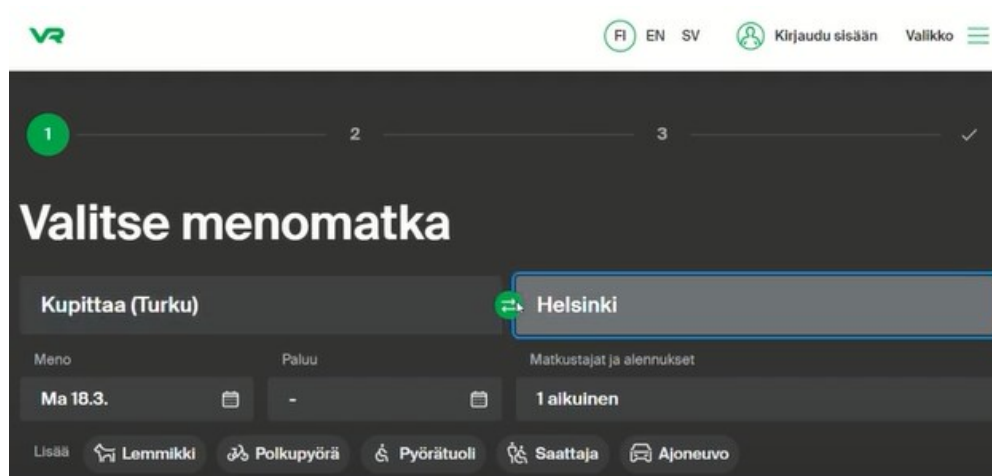 VR FI EN SV Kirjaudu sisään Valikko
1 2 3
Valitse menomatka
Kupittaa (Turku) Helsinki
Meno Paluu Matkustajat ja alennukset
Ma 18.3. - 1 aikuinen
Lisää Lemmikki Polkupyörä Pyörätuoli Saattaja Ajoneuvo